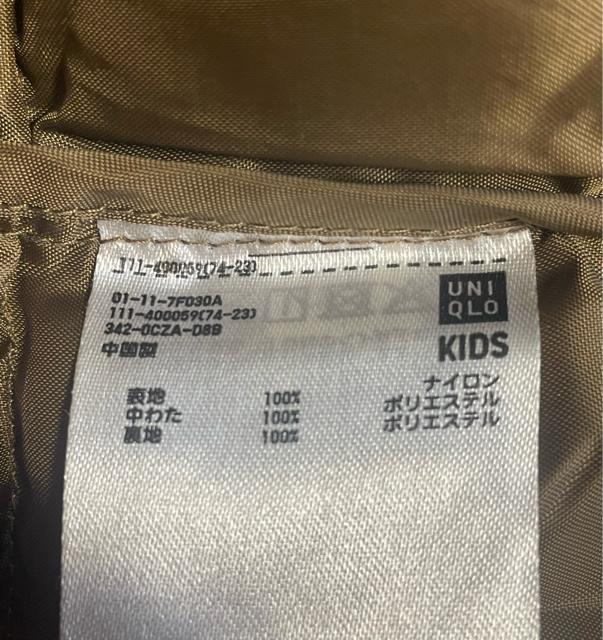 111-400059(74-23)
01-11-7F030A
111-400059(74-23)
342-0CZA-D8B
中国製
UNI
QLO
KIDS
表地 100% ナイロン
中わた 100% ポリエステル
裏地 100% ポリエステル